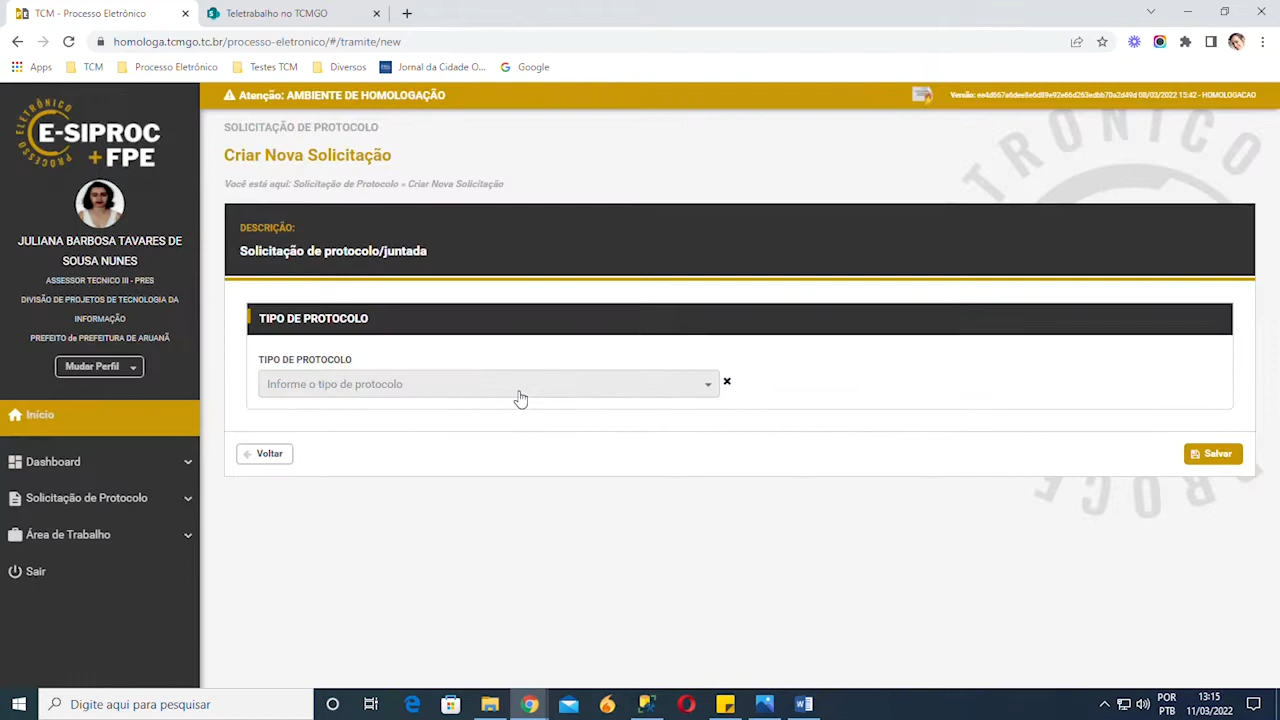 TCM - Processo Eletrônico
Teletrabalho no TCMGO
homologa.tcmgo.tc.br/processo-eletronico/#/tramite/new
Apps
TCM
Processo Eletrônico
Testes TCM
Diversos
Jornal da Cidade O...
Google
ELETRÔNICO
PROCESSO
E-SIPROC
+FPE
Atenção: AMBIENTE DE HOMOLOGAÇÃO
SOLICITAÇÃO DE PROTOCOLO
Criar Nova Solicitação
Você está aqui: Solicitação de Protocolo » Criar Nova Solicitação
JULIANA BARBOSA TAVARES DE
SOUSA NUNES
ASSESSOR TECNICO III - PRES
DIVISÃO DE PROJETOS DE TECNOLOGIA DA
INFORMAÇÃO
PREFEITO de PREFEITURA DE ARUANÃ
Mudar Perfil
Início
Dashboard
Solicitação de Protocolo
Área de Trabalho
Sair
DESCRIÇÃO:
Solicitação de protocolo/juntada
TIPO DE PROTOCOLO
TIPO DE PROTOCOLO
Informe o tipo de protocolo
Voltar
Salvar
Digite aqui para pesquisar
POR
PTB
13:15
11/03/2022